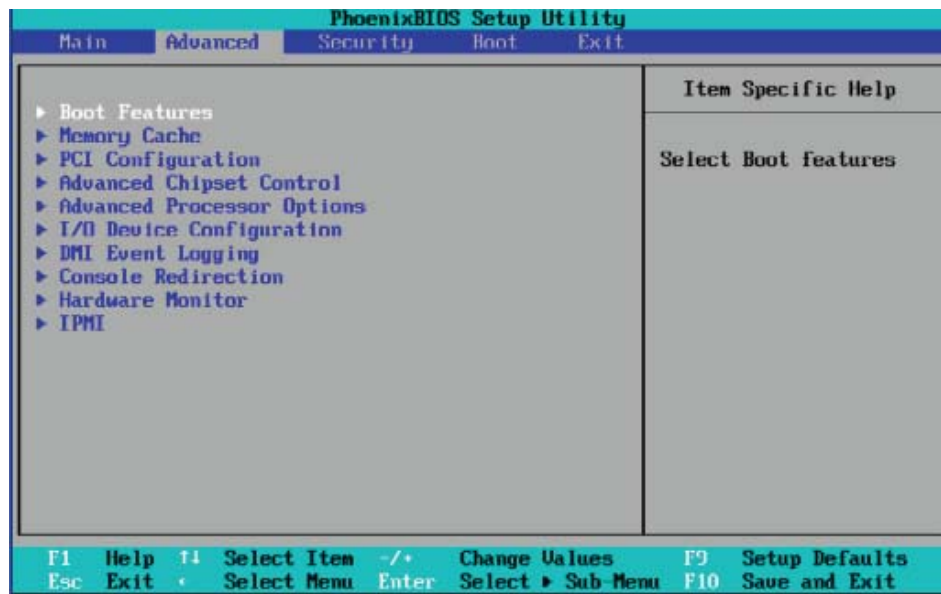 PhoenixBIOS Setup Utility
Main Advanced Security Boot Exit
Item Specific Help
Select Boot features
▶ Boot Features
▶ Memory Cache
▶ PCI Configuration
▶ Advanced Chipset Control
▶ Advanced Processor Options
▶ I/O Device Configuration
▶ DMI Event Logging
▶ Console Redirection
▶ Hardware Monitor
▶ IPMI
F1 Help ↑↓ Select Item -/+ Change Values F9 Setup Defaults
Esc Exit Select Menu Enter Select ▶ Sub-Menu F10 Save and Exit